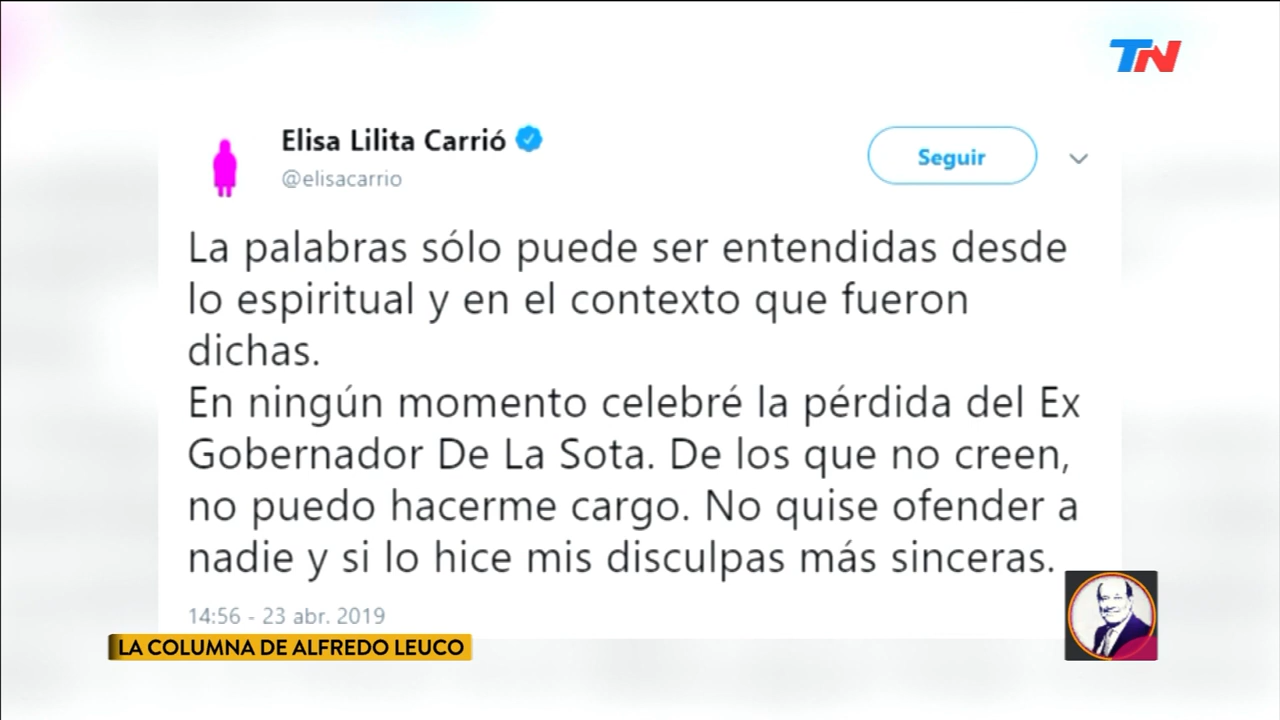 TN
Elisa Lilita Carrió
@elisacarrio
Seguir
La palabras sólo puede ser entendidas desde
lo espiritual y en el contexto que fueron
dichas.
En ningún momento celebré la pérdida del Ex
Gobernador De La Sota. De los que no creen,
no puedo hacerme cargo. No quise ofender a
nadie y si lo hice mis disculpas más sinceras.
14:56 - 23 abr. 2019
LA COLUMNA DE ALFREDO LEUCO